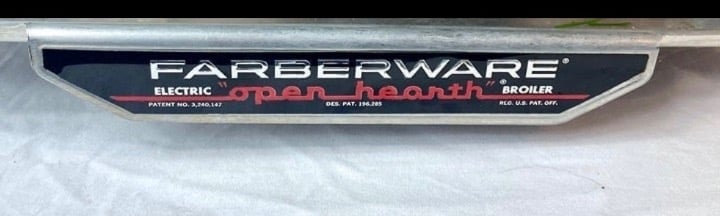 FARBERWARE®
ELECTRIC "open hearth"® BROILER
PATENT NO. 3,240,147 DES. PAT. 196,285 REG. U.S. PAT. OFF.